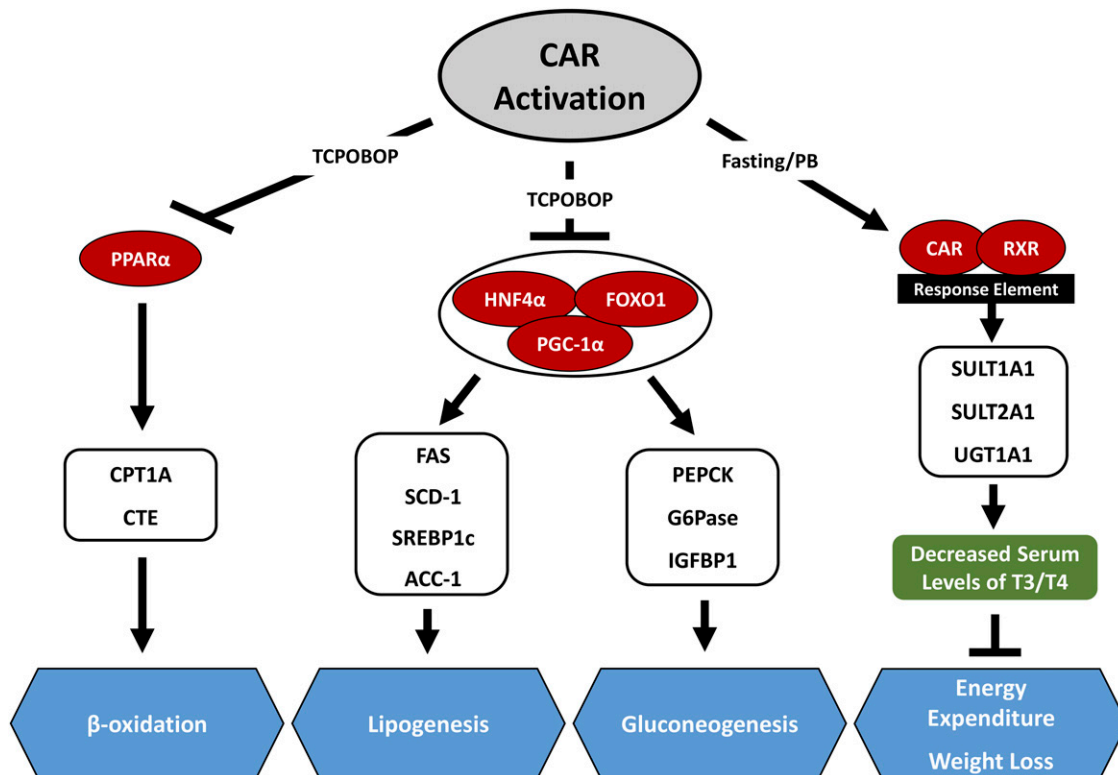 CAR
Activation
TCPOBOP
TCPOBOP
Fasting/PB
PPARα
HNF4α
FOXO1
PGC-1α
CAR
RXR
Response Element
CPT1A
CTE
FAS
SCD-1
SREBP1c
ACC-1
PEPCK
G6Pase
IGFBP1
SULT1A1
SULT2A1
UGT1A1
Decreased Serum
Levels of T3/T4
β-oxidation
Lipogenesis
Gluconeogenesis
Energy
Expenditure
Weight Loss